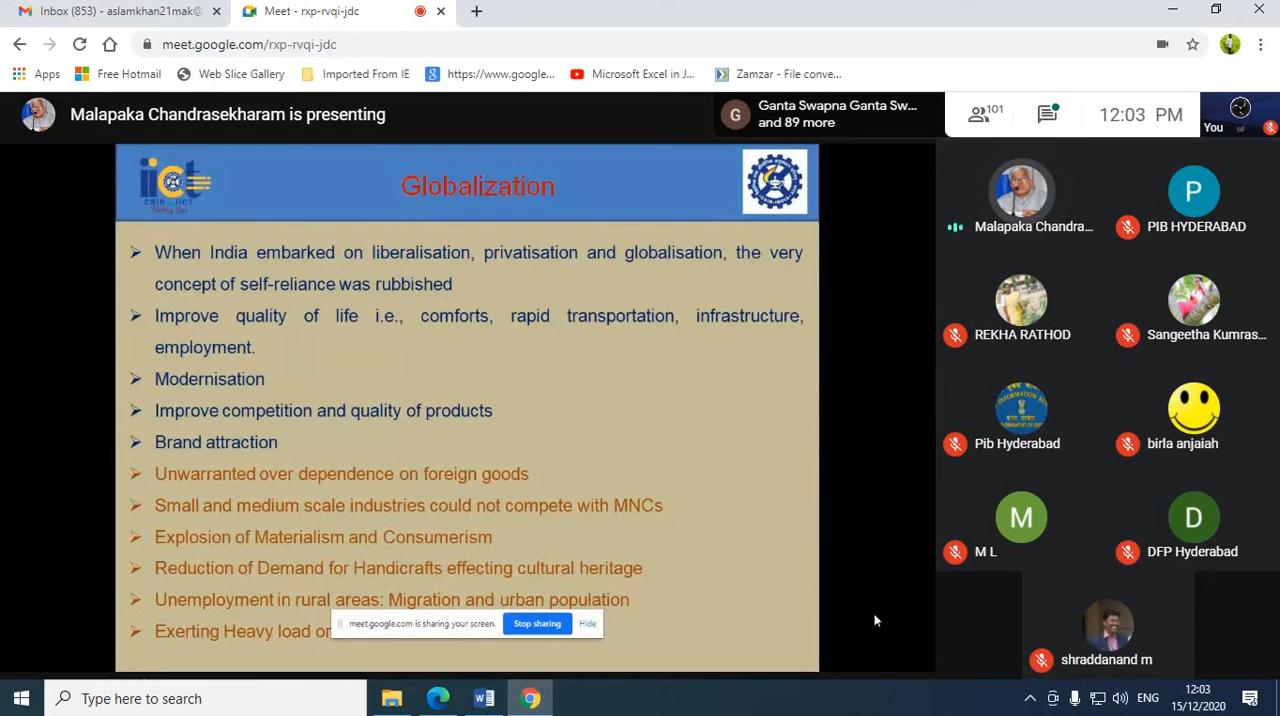 Inbox (853) - aslamkhan21mak@
Meet - rxp-rvqi-jdc
meet.google.com/rxp-rvqi-jdc
Apps
Free Hotmail
Web Slice Gallery
Imported From IE
https://www.google...
Microsoft Excel in J...
Zamzar - File conve...
Malapaka Chandrasekharam is presenting
G
Ganta Swapna Ganta Sw...
and 89 more
101
12:03 PM
You
iict
CSIR-IICT
Globalization
When India embarked on liberalisation, privatisation and globalisation, the very
concept of self-reliance was rubbished
Improve quality of life i.e., comforts, rapid transportation, infrastructure,
employment.
Modernisation
Improve competition and quality of products
Brand attraction
Unwarranted over dependence on foreign goods
Small and medium scale industries could not compete with MNCs
Explosion of Materialism and Consumerism
Reduction of Demand for Handicrafts effecting cultural heritage
Unemployment in rural areas: Migration and urban population
Exerting Heavy load on
meet.google.com is sharing your screen.
Stop sharing
Hide
Malapaka Chandra...
P
PIB HYDERABAD
REKHA RATHOD
Sangeetha Kumras...
Pib Hyderabad
birla anjaiah
M
M L
D
DFP Hyderabad
shraddanand m
Type here to search
ENG
12:03
15/12/2020